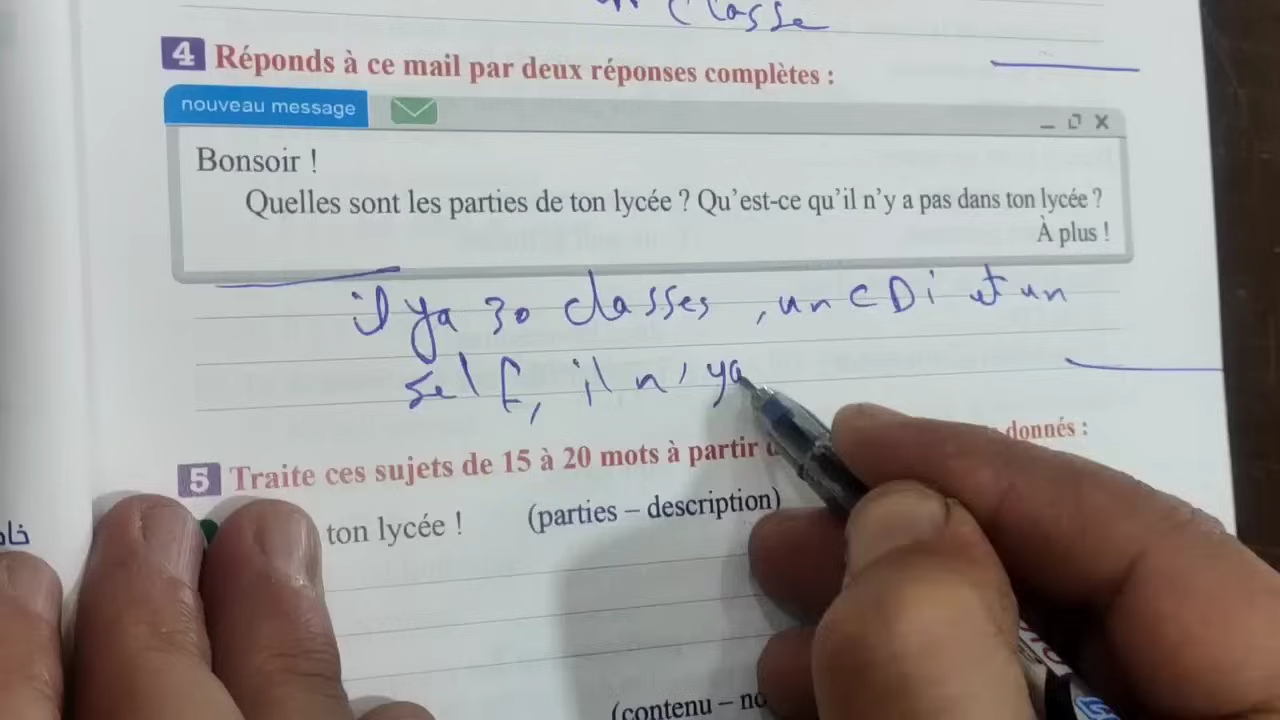 classe
4 Réponds à ce mail par deux réponses complètes :
nouveau message
Bonsoir !
Quelles sont les parties de ton lycée ? Qu'est-ce qu'il n'y a pas dans ton lycée ?
À plus !
il ya 30 classes, un CDi et un
self, il n'ya
5 Traite ces sujets de 15 à 20 mots à partir donnés :
ton lycée ! (parties – description)
(contenu –